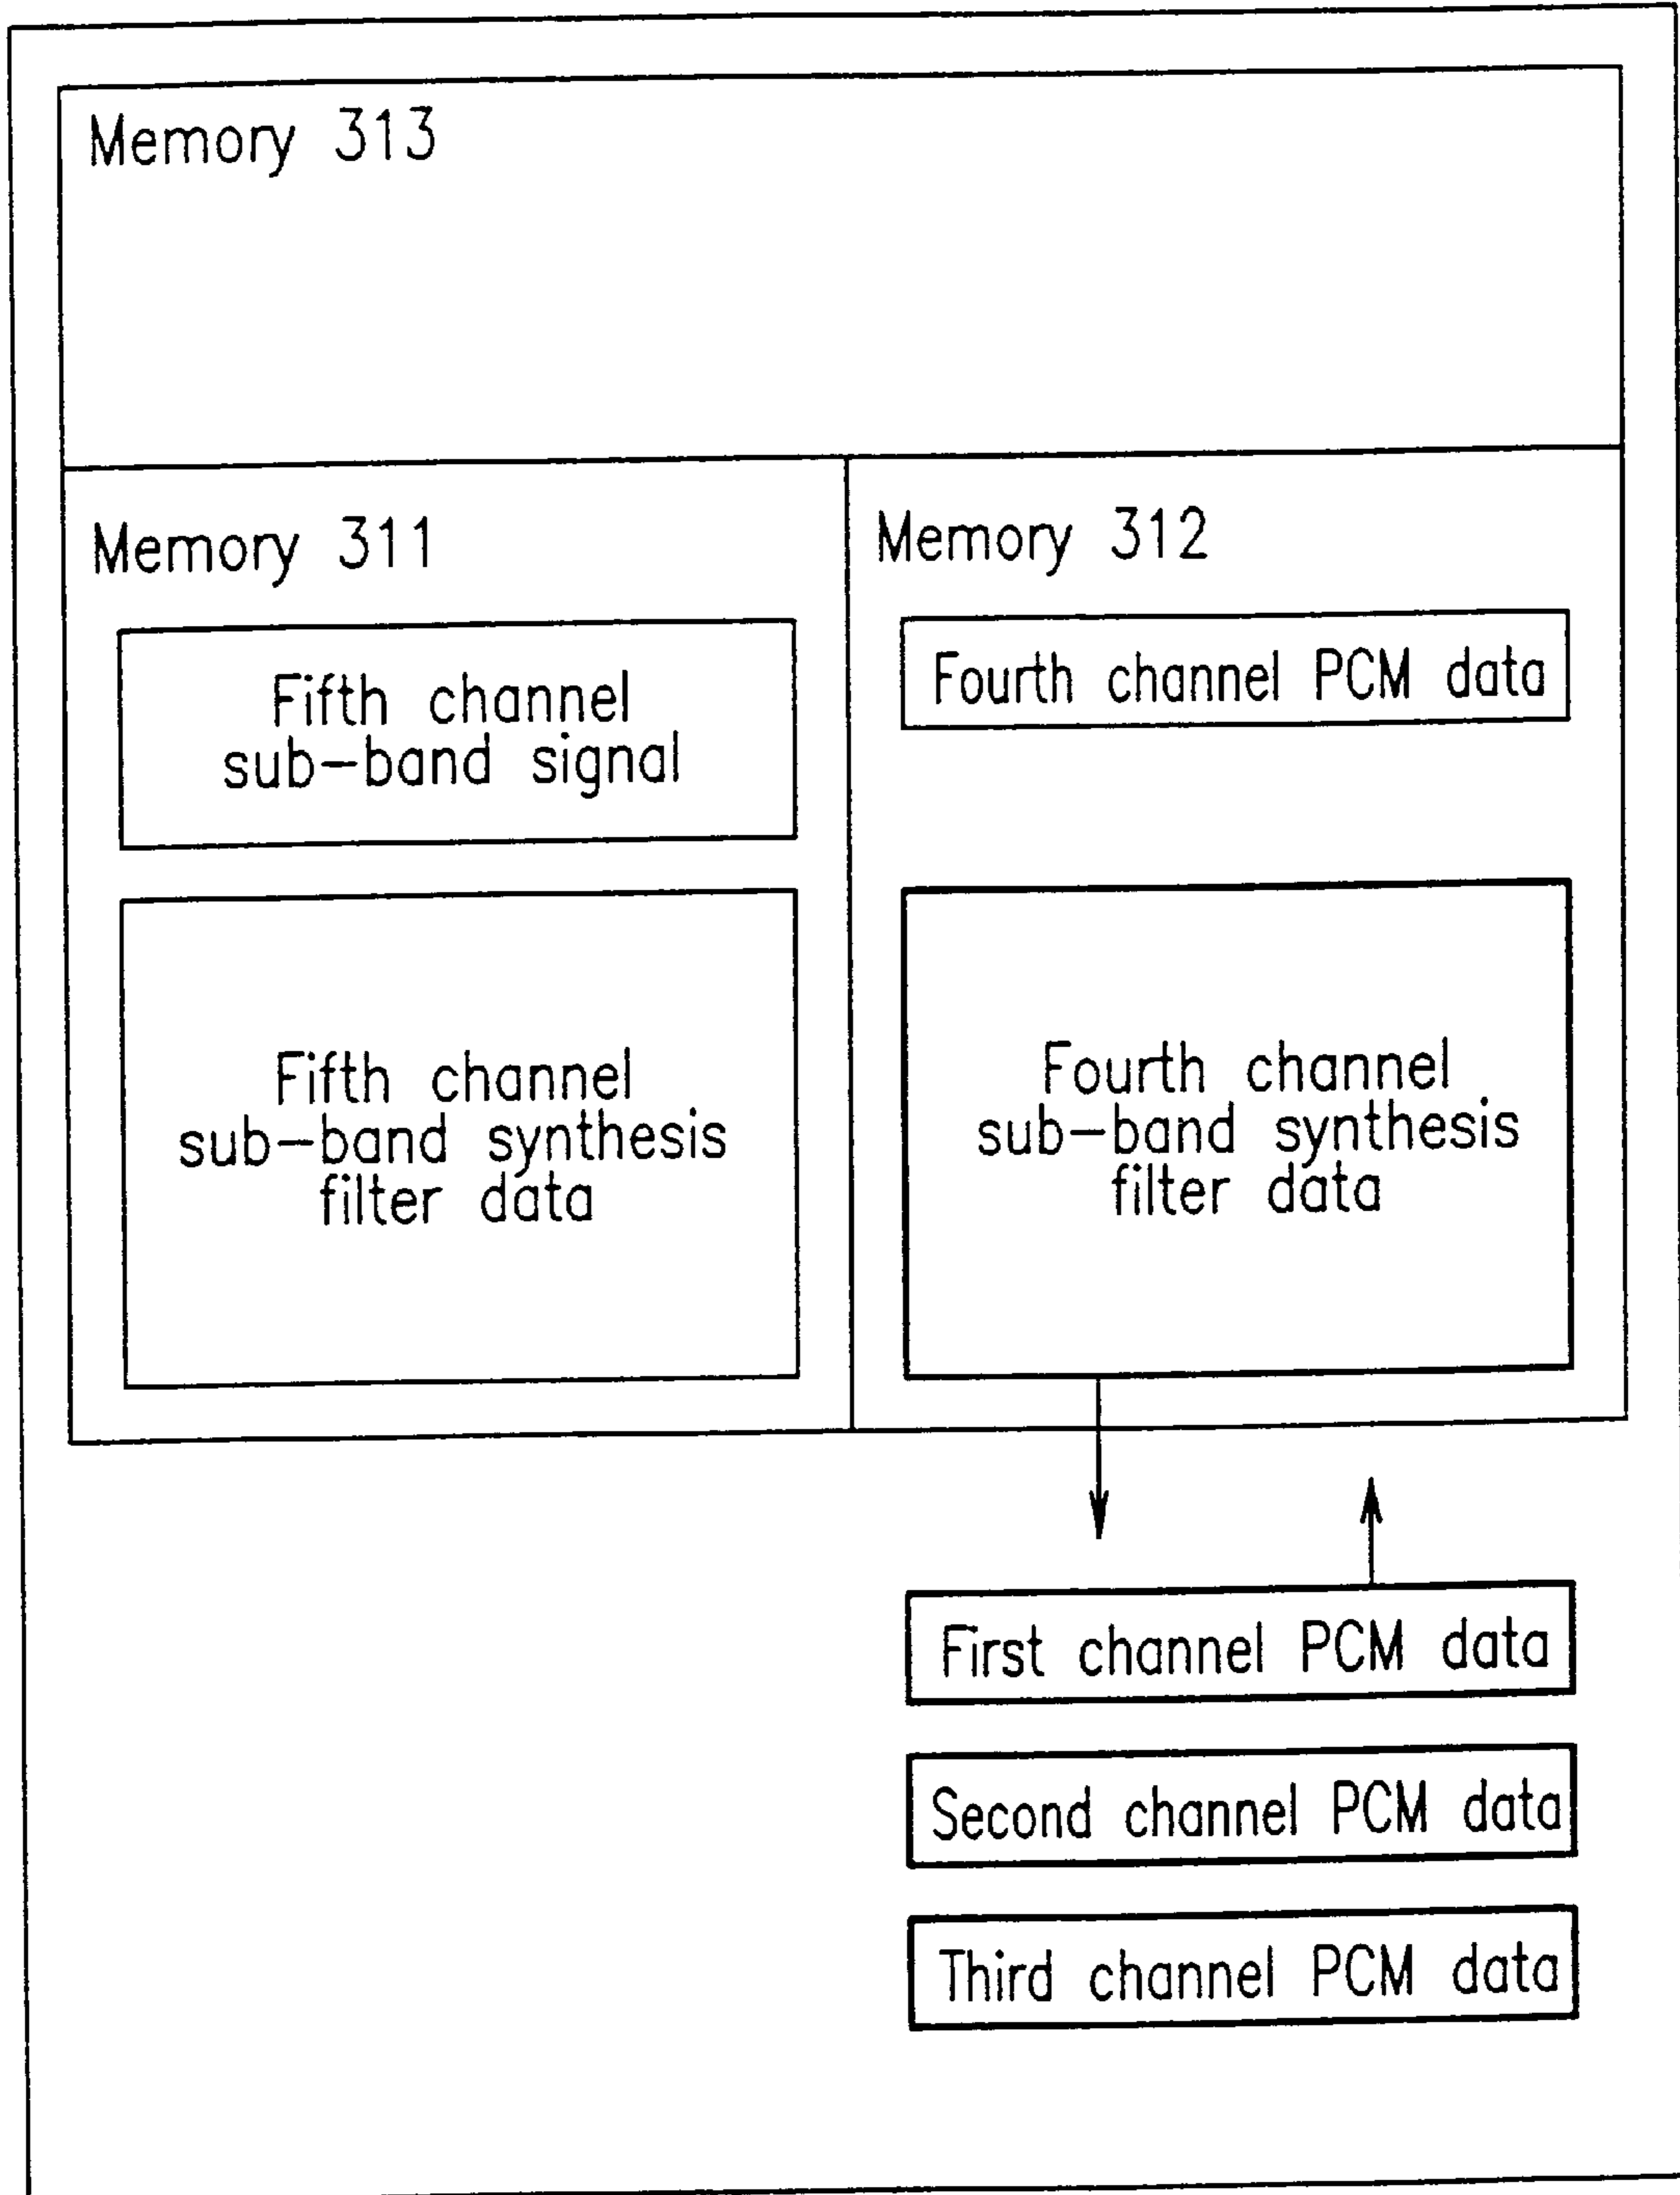 Memory 313
Memory 311
Fifth channel
sub-band signal
Fifth channel
sub-band synthesis
filter data
Memory 312
Fourth channel PCM data
Fourth channel
sub-band synthesis
filter data
First channel PCM data
Second channel PCM data
Third channel PCM data